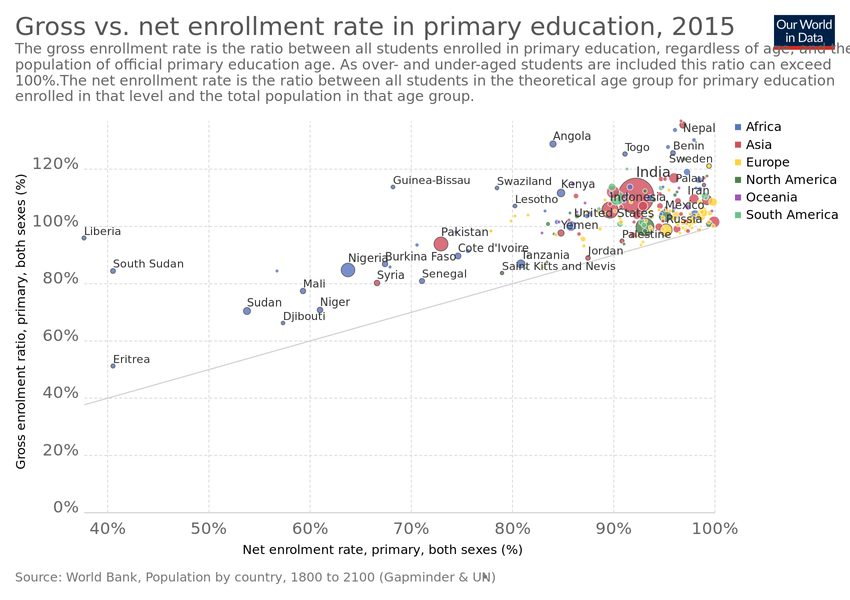 Gross vs. net enrollment rate in primary education, 2015
Our World
in Data
The gross enrollment rate is the ratio between all students enrolled in primary education, regardless of age, and the
population of official primary education age. As over- and under-aged students are included this ratio can exceed
100%.The net enrollment rate is the ratio between all students in the theoretical age group for primary education
enrolled in that level and the total population in that age group.
Gross enrolment ratio, primary, both sexes (%)
120%
100%
80%
60%
40%
20%
0%
Nepal
Angola
Togo
Benin
Sweden
India
Palau
Guinea-Bissau
Swaziland
Kenya
Iran
Lesotho
Indonesia
Mexico
United States
Russia
Yemen
Palestine
Liberia
Pakistan
Cote d'Ivoire
Jordan
Nigeria
Burkina Faso
Tanzania
South Sudan
Syria
Senegal
Saint Kitts and Nevis
Mali
Sudan
Niger
Djibouti
Eritrea
Africa
Asia
Europe
North America
Oceania
South America
40%
50%
60%
70%
80%
90%
100%
Net enrolment rate, primary, both sexes (%)
Source: World Bank, Population by country, 1800 to 2100 (Gapminder & UN)